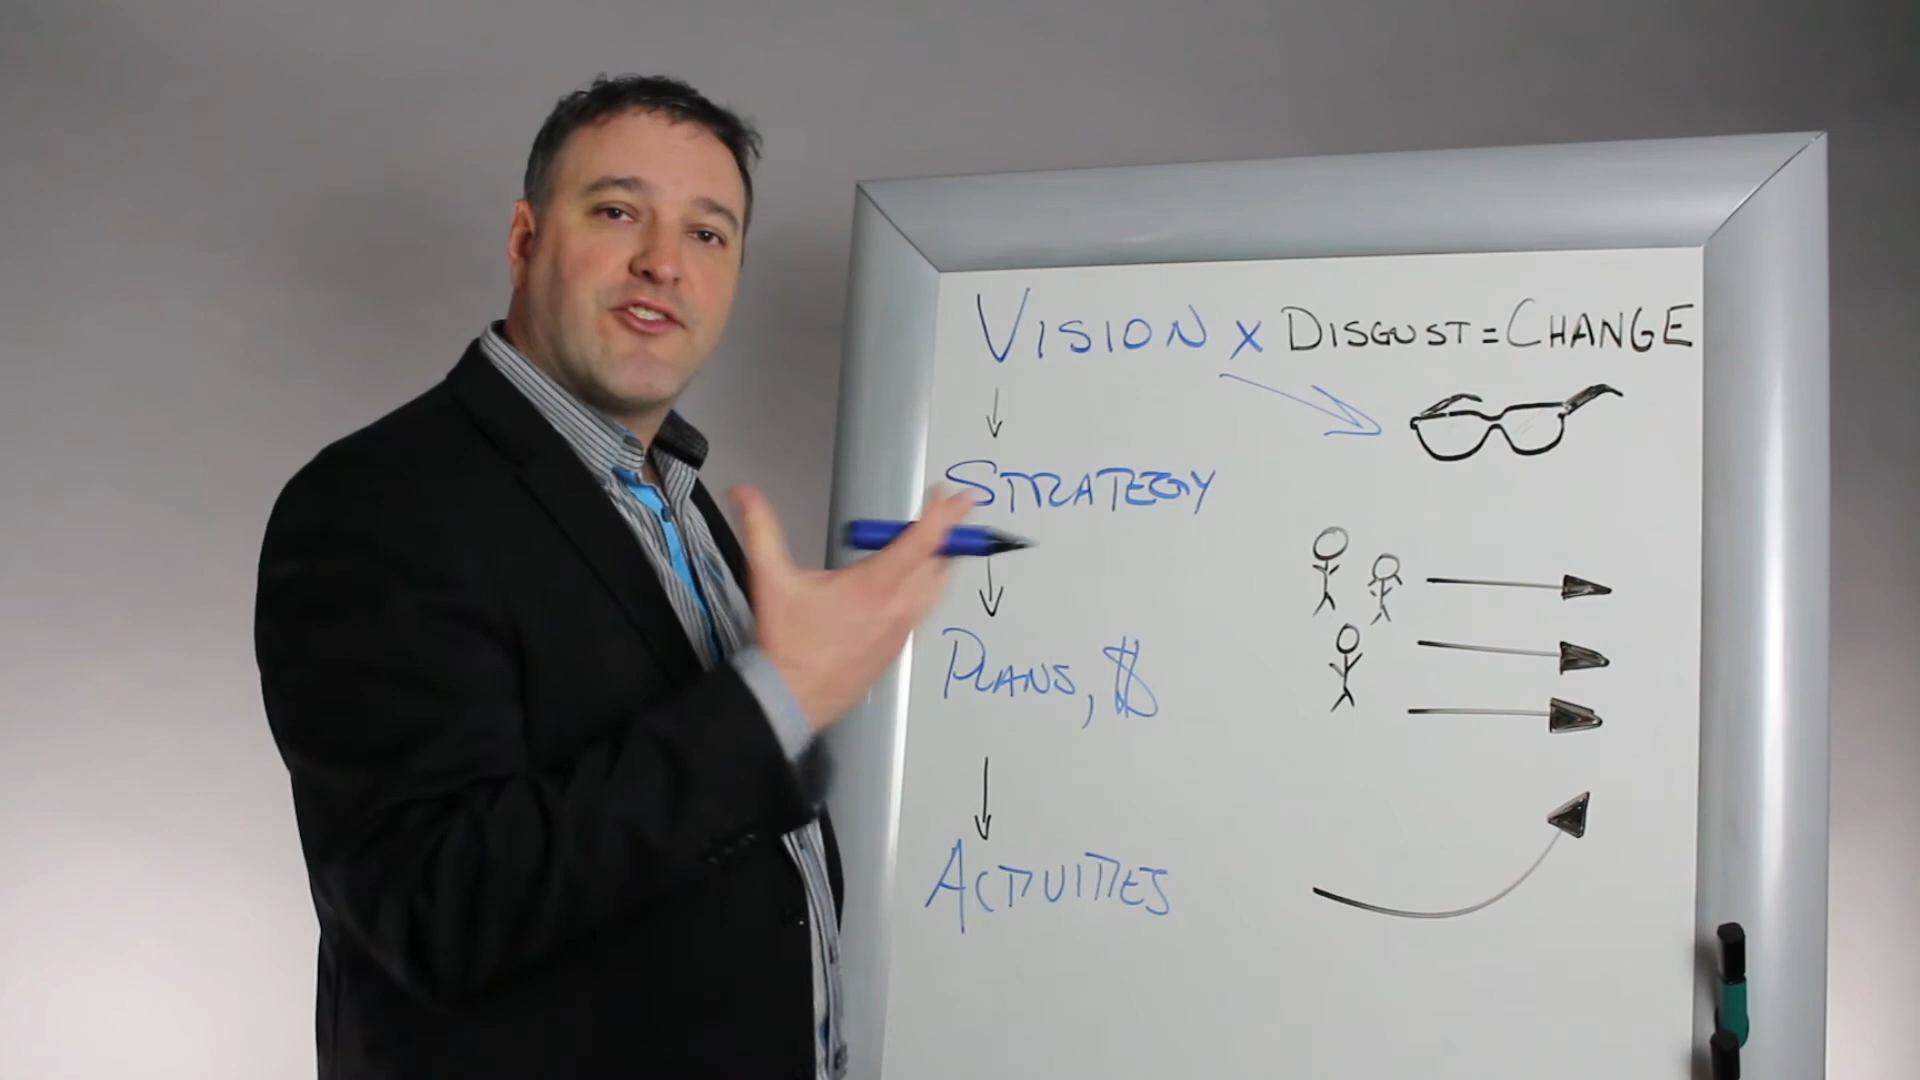 VISION x DISGUST = CHANGE
STRATEGY
PLANS, $
ACTIVITIES